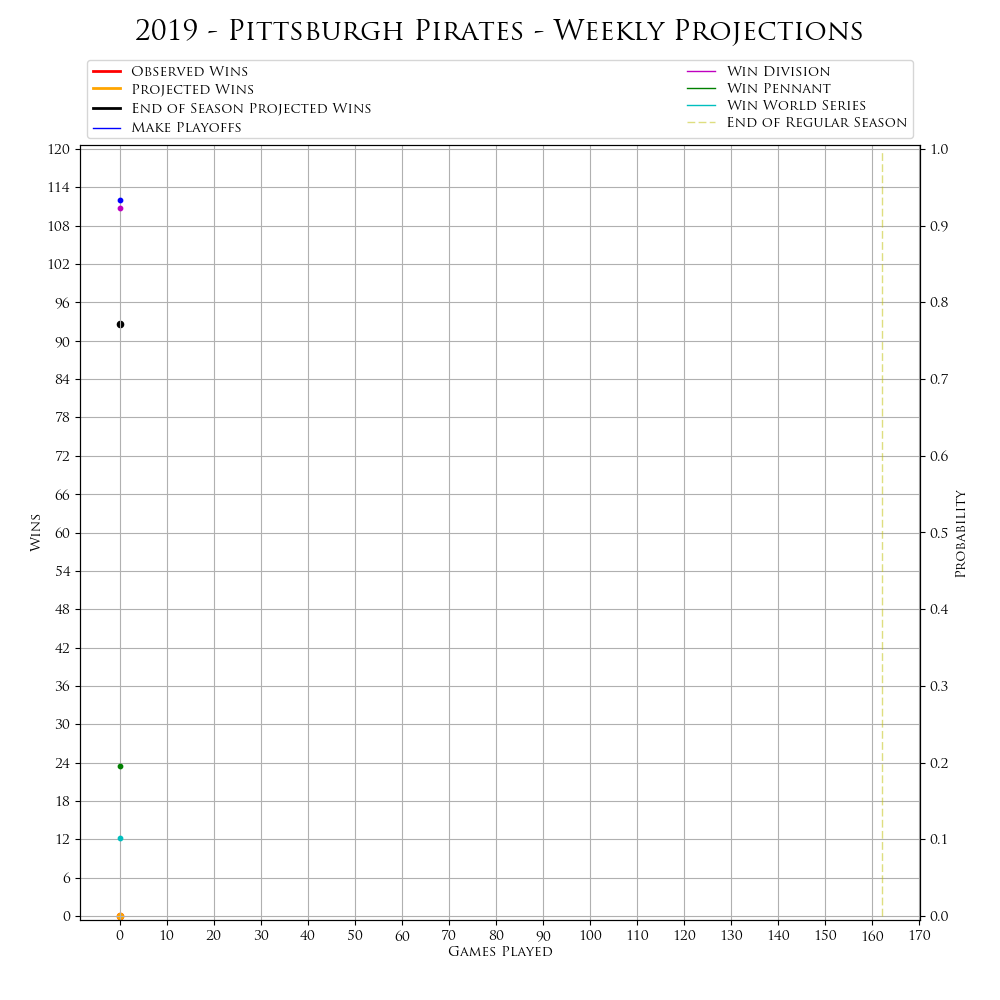 2019 - Pittsburgh Pirates - Weekly Projections
Observed Wins
Projected Wins
End of Season Projected Wins
Make Playoffs
Win Division
Win Pennant
Win World Series
End of Regular Season
120
114
108
102
96
90
84
78
72
66
60
54
48
42
36
30
24
18
12
6
0
Wins
1.0
0.9
0.8
0.7
0.6
0.5
0.4
0.3
0.2
0.1
0.0
Probability
0 10 20 30 40 50 60 70 80 90 100 110 120 130 140 150 160 170
Games Played